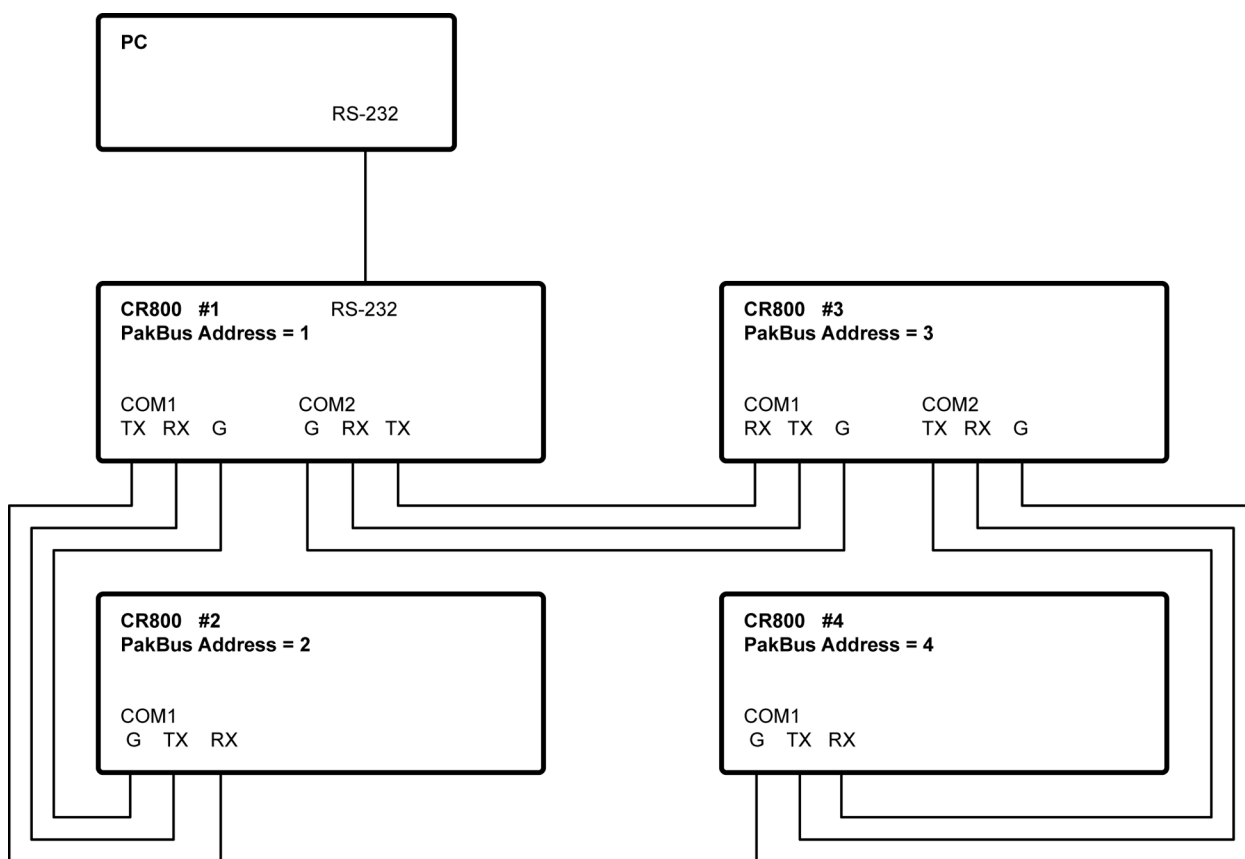 PC
RS-232
CR800 #1 RS-232
PakBus Address = 1
COM1 COM2
TX RX G G RX TX
CR800 #3
PakBus Address = 3
COM1 COM2
RX TX G TX RX G
CR800 #2
PakBus Address = 2
COM1
G TX RX
CR800 #4
PakBus Address = 4
COM1
G TX RX